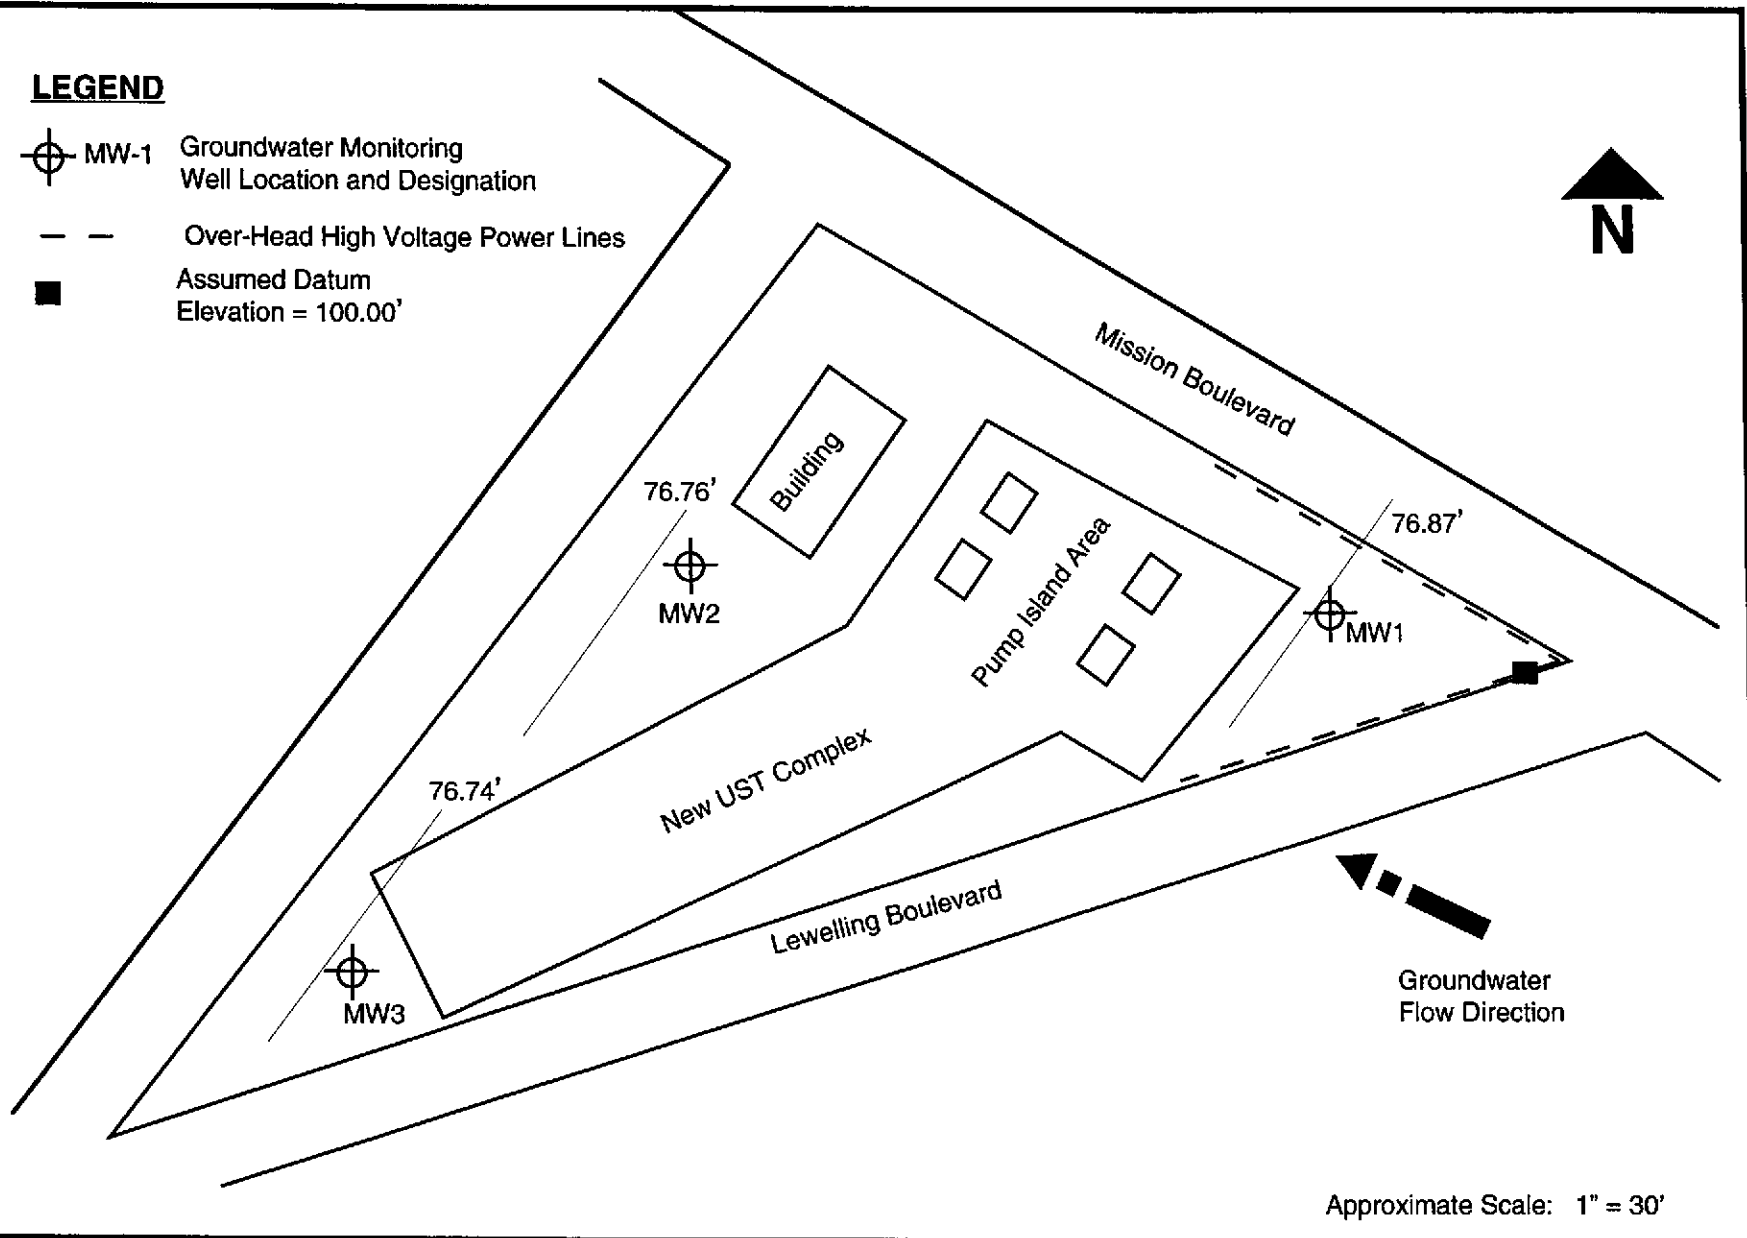 LEGEND
MW-1 Groundwater Monitoring
Well Location and Designation
Over-Head High Voltage Power Lines
Assumed Datum
Elevation = 100.00'
N
Mission Boulevard
Building
76.76'
MW2
Pump Island Area
76.87'
MW1
New UST Complex
76.74'
MW3
Lewelling Boulevard
Groundwater
Flow Direction
Approximate Scale: 1" = 30'